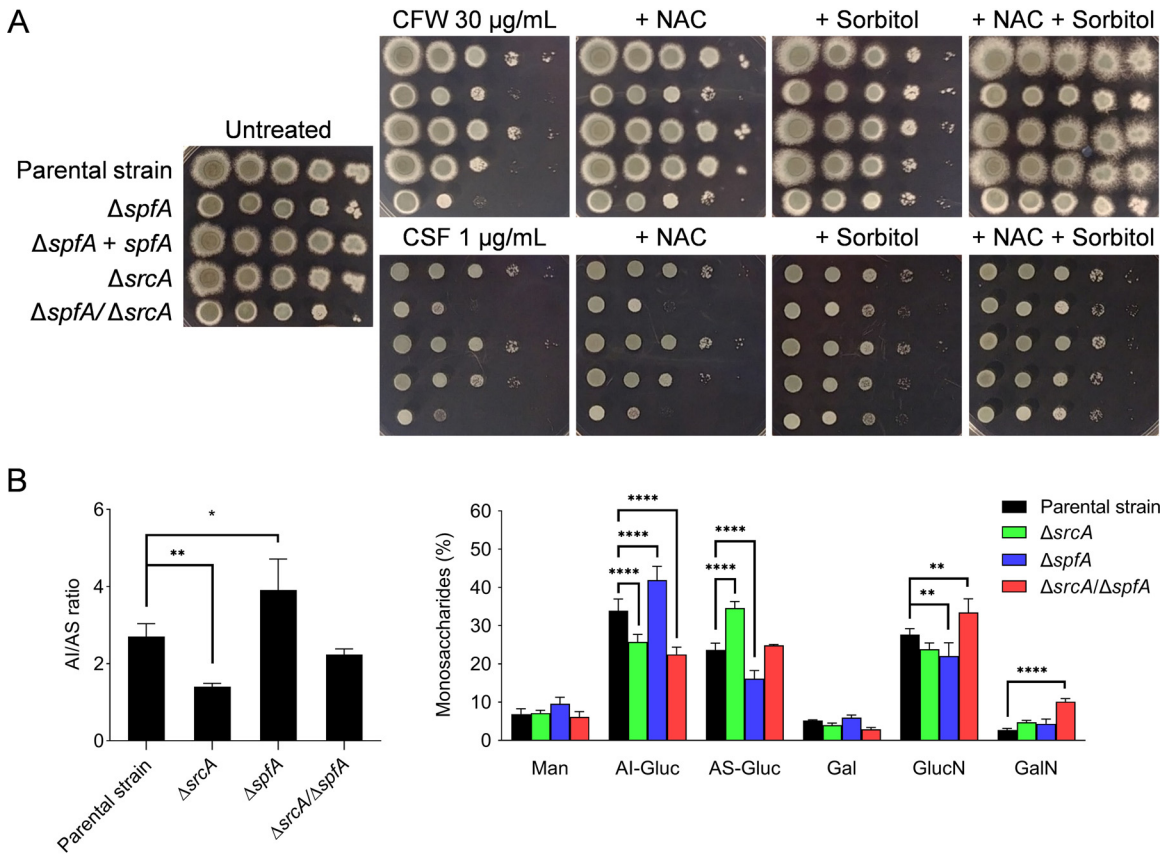 A
CFW 30 µg/mL
+ NAC
+ Sorbitol
+ NAC + Sorbitol
Untreated
Parental strain
ΔspfA
ΔspfA + spfA
ΔsrcA
ΔspfA/ΔsrcA
CSF 1 µg/mL
+ NAC
+ Sorbitol
+ NAC + Sorbitol
B
AI/AS ratio
6
4
2
0
*
**
Parental strain
ΔsrcA
ΔspfA
ΔsrcA/ΔspfA
Monosaccharides (%)
60
50
40
30
20
10
0
****
****
****
****
****
**
**
****
Man
AI-Gluc
AS-Gluc
Gal
GlucN
GalN
Parental strain
ΔsrcA
ΔspfA
ΔsrcA/ΔspfA